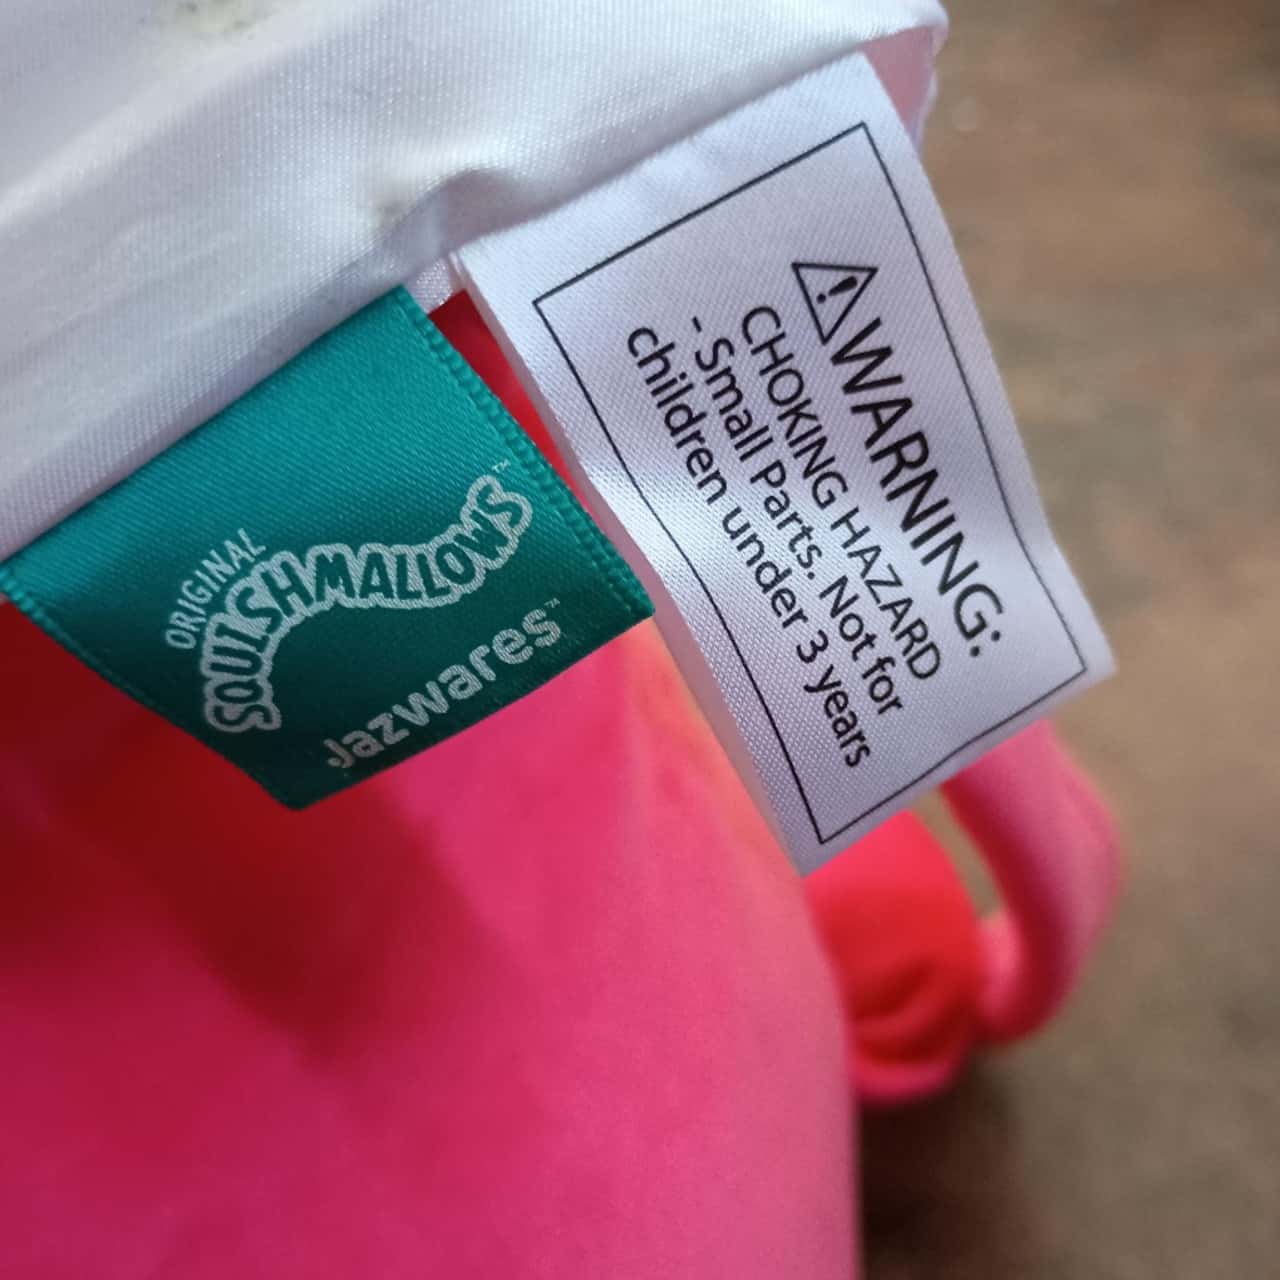 ORIGINAL
SQUISHMALLOWS™
Jazwares™
⚠WARNING:
CHOKING HAZARD
- Small Parts. Not for
children under 3 years